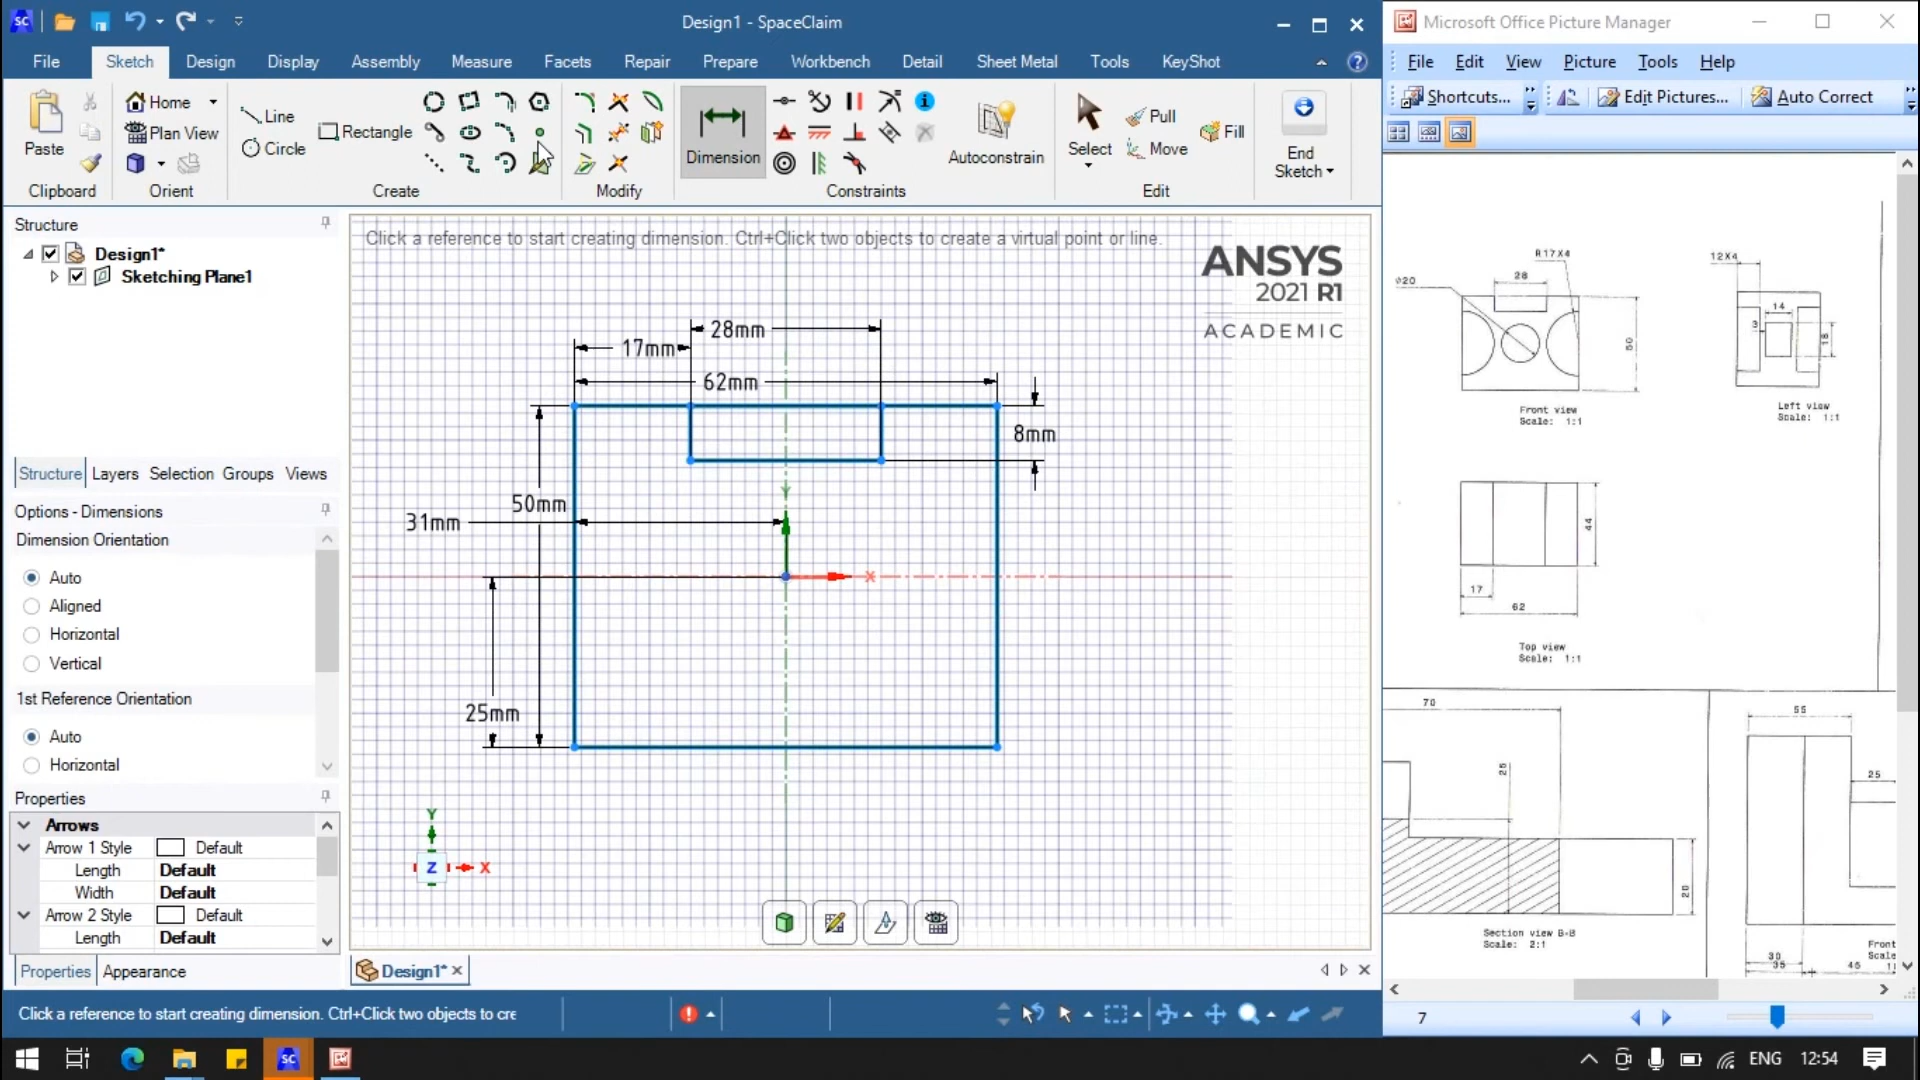 Design1 - SpaceClaim
File
Sketch
Design
Display
Assembly
Measure
Facets
Repair
Prepare
Workbench
Detail
Sheet Metal
Tools
KeyShot
Paste
Clipboard
Home
Plan View
Orient
Line
Circle
Rectangle
Create
Modify
Dimension
Constraints
Autoconstrain
Select
Pull
Move
Fill
Edit
End
Sketch
Structure
Design1*
Sketching Plane1
Structure
Layers
Selection
Groups
Views
Options - Dimensions
Dimension Orientation
Auto
Aligned
Horizontal
Vertical
1st Reference Orientation
Auto
Horizontal
Properties
Arrows
Arrow 1 Style
Default
Length
Default
Width
Default
Arrow 2 Style
Default
Length
Default
Properties
Appearance
Click a reference to start creating dimension. Ctrl+Click two objects to create a virtual point or line.
ANSYS
2021 R1
ACADEMIC
28mm
17mm
62mm
8mm
50mm
31mm
25mm
Y
X
Y
Z
X
Design1*
Click a reference to start creating dimension. Ctrl+Click two objects to cre
Microsoft Office Picture Manager
File
Edit
View
Picture
Tools
Help
Shortcuts...
Edit Pictures...
Auto Correct
R17X4
28
Ø20
50
Front view
Scale: 1:1
12X4
14
3
18
Left view
Scale: 1:1
44
17
62
Top view
Scale: 1:1
70
25
20
Section view B-B
Scale: 2:1
55
25
30
35
45
Front
Scale
7
SC
ENG
12:54